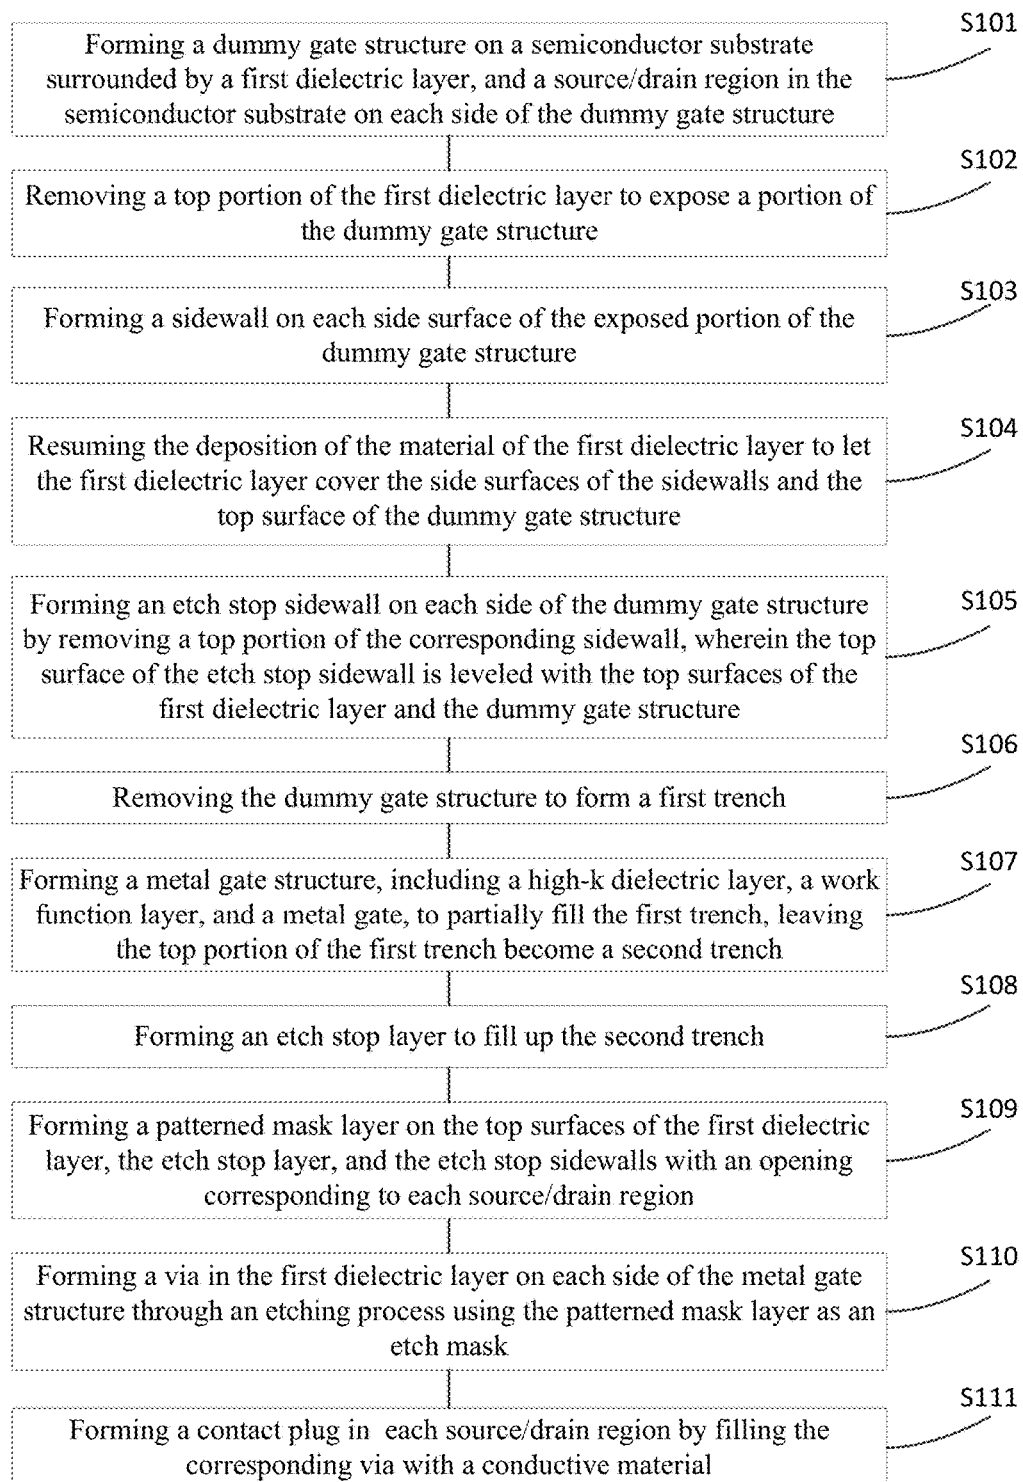 S101
Forming a dummy gate structure on a semiconductor substrate
surrounded by a first dielectric layer, and a source/drain region in the
semiconductor substrate on each side of the dummy gate structure
S102
Removing a top portion of the first dielectric layer to expose a portion of
the dummy gate structure
S103
Forming a sidewall on each side surface of the exposed portion of the
dummy gate structure
S104
Resuming the deposition of the material of the first dielectric layer to let
the first dielectric layer cover the side surfaces of the sidewalls and the
top surface of the dummy gate structure
S105
Forming an etch stop sidewall on each side of the dummy gate structure
by removing a top portion of the corresponding sidewall, wherein the top
surface of the etch stop sidewall is leveled with the top surfaces of the
first dielectric layer and the dummy gate structure
S106
Removing the dummy gate structure to form a first trench
S107
Forming a metal gate structure, including a high-k dielectric layer, a work
function layer, and a metal gate, to partially fill the first trench, leaving
the top portion of the first trench become a second trench
S108
Forming an etch stop layer to fill up the second trench
S109
Forming a patterned mask layer on the top surfaces of the first dielectric
layer, the etch stop layer, and the etch stop sidewalls with an opening
corresponding to each source/drain region
S110
Forming a via in the first dielectric layer on each side of the metal gate
structure through an etching process using the patterned mask layer as an
etch mask
S111
Forming a contact plug in each source/drain region by filling the
corresponding via with a conductive material